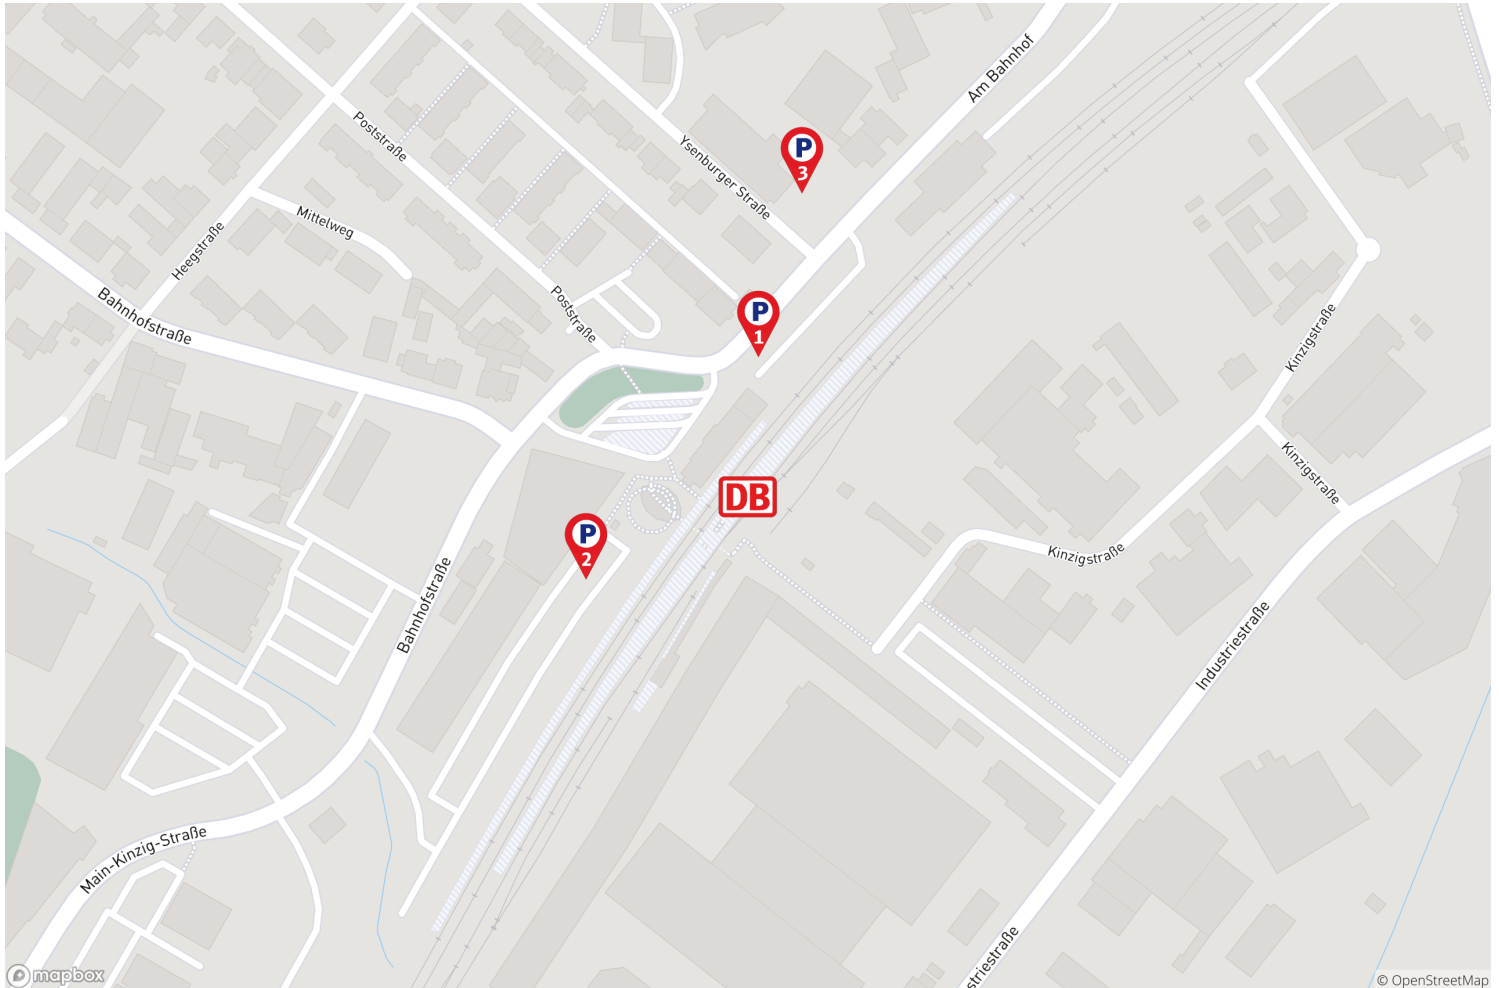 Am Bahnhof
Poststraße
Ysenburger Straße
P
3
Mittelweg
Heegstraße
Bahnhofstraße
Poststraße
P
1
Kinzigstraße
Kinzigstraße
DB
P
2
Kinzigstraße
Bahnhofstraße
Industriestraße
Main-Kinzig-Straße
striestraße
mapbox
© OpenStreetMap